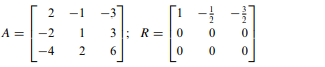 A = [ 2 −1 −3 ; −2 1 3 ; −4 2 6 ] ; R = [ 1 −1/2 −3/2 ; 0 0 0 ; 0 0 0 ]